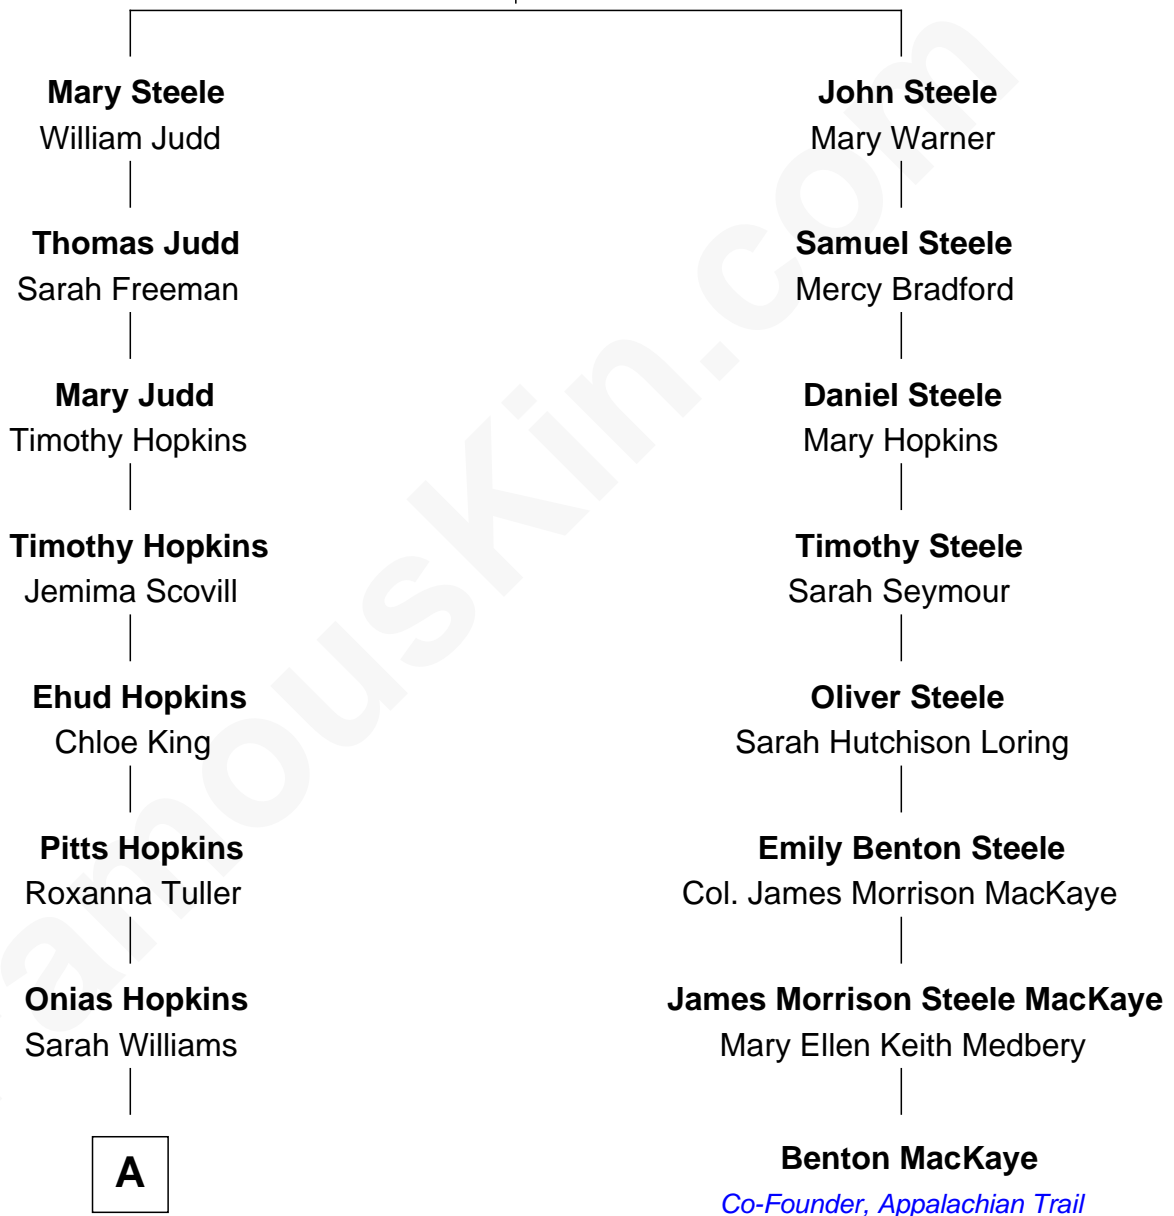 Mary Steele
William Judd
Thomas Judd
Sarah Freeman
Mary Judd
Timothy Hopkins
Timothy Hopkins
Jemima Scovill
Ehud Hopkins
Chloe King
Pitts Hopkins
Roxanna Tuller
Onias Hopkins
Sarah Williams
A
John Steele
Mary Warner
Samuel Steele
Mercy Bradford
Daniel Steele
Mary Hopkins
Timothy Steele
Sarah Seymour
Oliver Steele
Sarah Hutchison Loring
Emily Benton Steele
Col. James Morrison MacKaye
James Morrison Steele MacKaye
Mary Ellen Keith Medbery
Benton MacKaye
Co-Founder, Appalachian Trail
amouskin.com